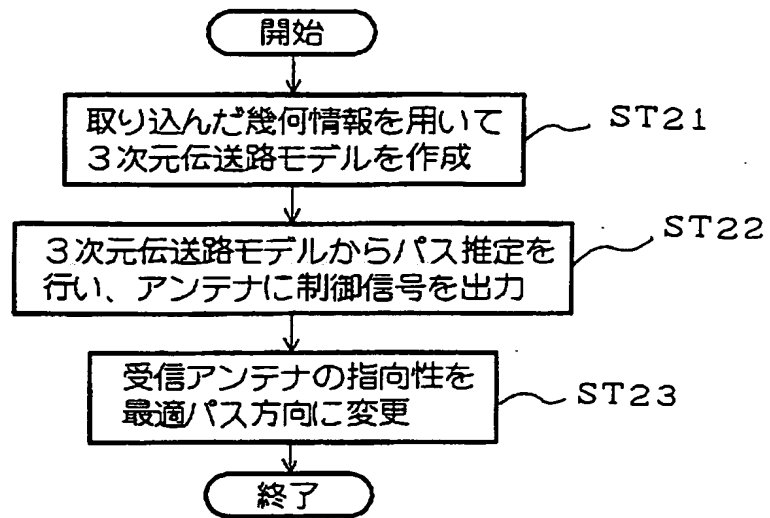 開始
取り込んだ幾何情報を用いて
3次元伝送路モデルを作成
ST21
3次元伝送路モデルからパス推定を
行い、アンテナに制御信号を出力
ST22
受信アンテナの指向性を
最適パス方向に変更
ST23
終了